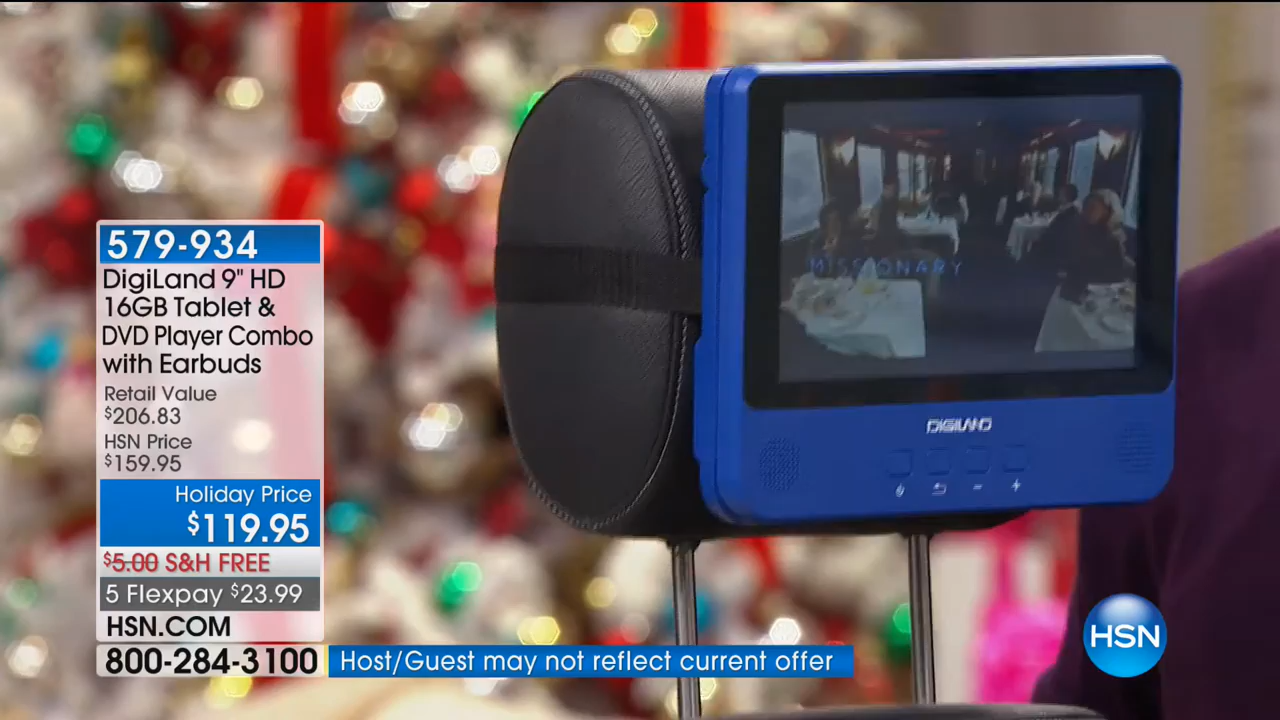 579-934
DigiLand 9" HD
16GB Tablet &
DVD Player Combo
with Earbuds
Retail Value
$206.83
HSN Price
$159.95
Holiday Price
$119.95
$5.00 S&H FREE
5 Flexpay $23.99
HSN.COM
800-284-3100
Host/Guest may not reflect current offer
MISSIONARY
DIGILAND
HSN